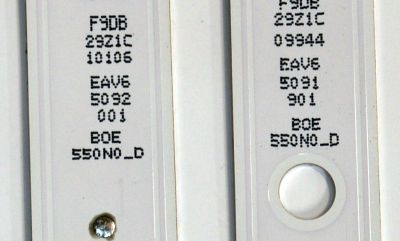 F9DB
29Z1C
10106
EAV6
5092
001
BOE
550N0_D
F9DB
29Z1C
09944
EAV6
5091
901
BOE
550N0_D